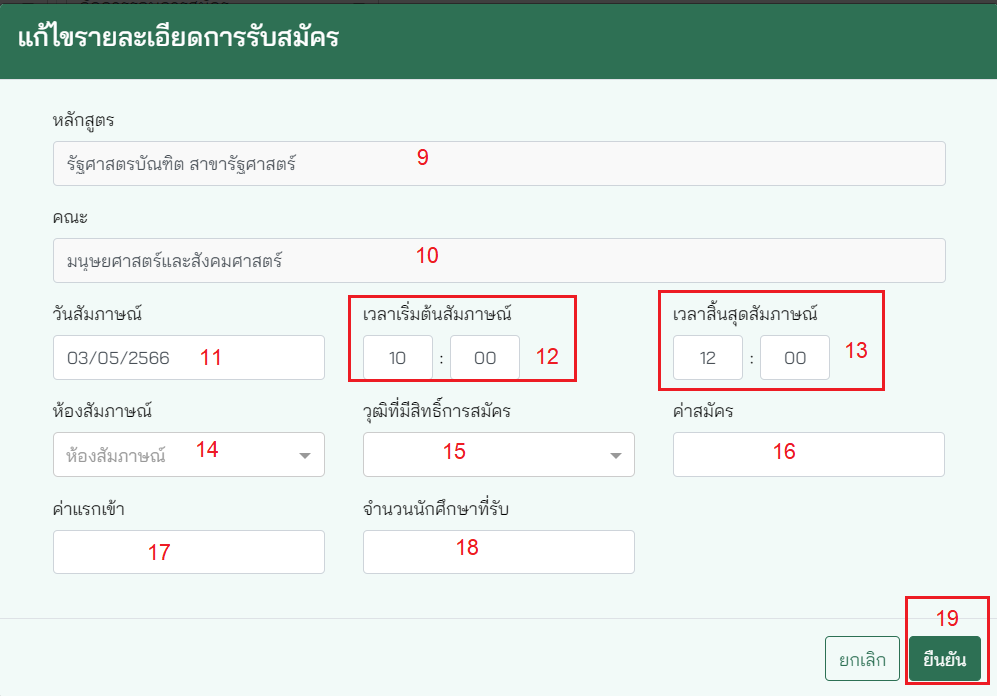 แก้ไขรายละเอียดการรับสมัคร
หลักสูตร
รัฐศาสตรบัณฑิต สาขารัฐศาสตร์ 9
คณะ
มนุษยศาสตร์และสังคมศาสตร์ 10
วันสัมภาษณ์ เวลาเริ่มต้นสัมภาษณ์ เวลาสิ้นสุดสัมภาษณ์
03/05/2566 11 10 : 00 12 12 : 00 13
ห้องสัมภาษณ์ วุฒิที่มีสิทธิ์การสมัคร ค่าสมัคร
ห้องสัมภาษณ์ 14 15 16
ค่าแรกเข้า จำนวนนักศึกษาที่รับ
17 18
19
ยกเลิก ยืนยัน